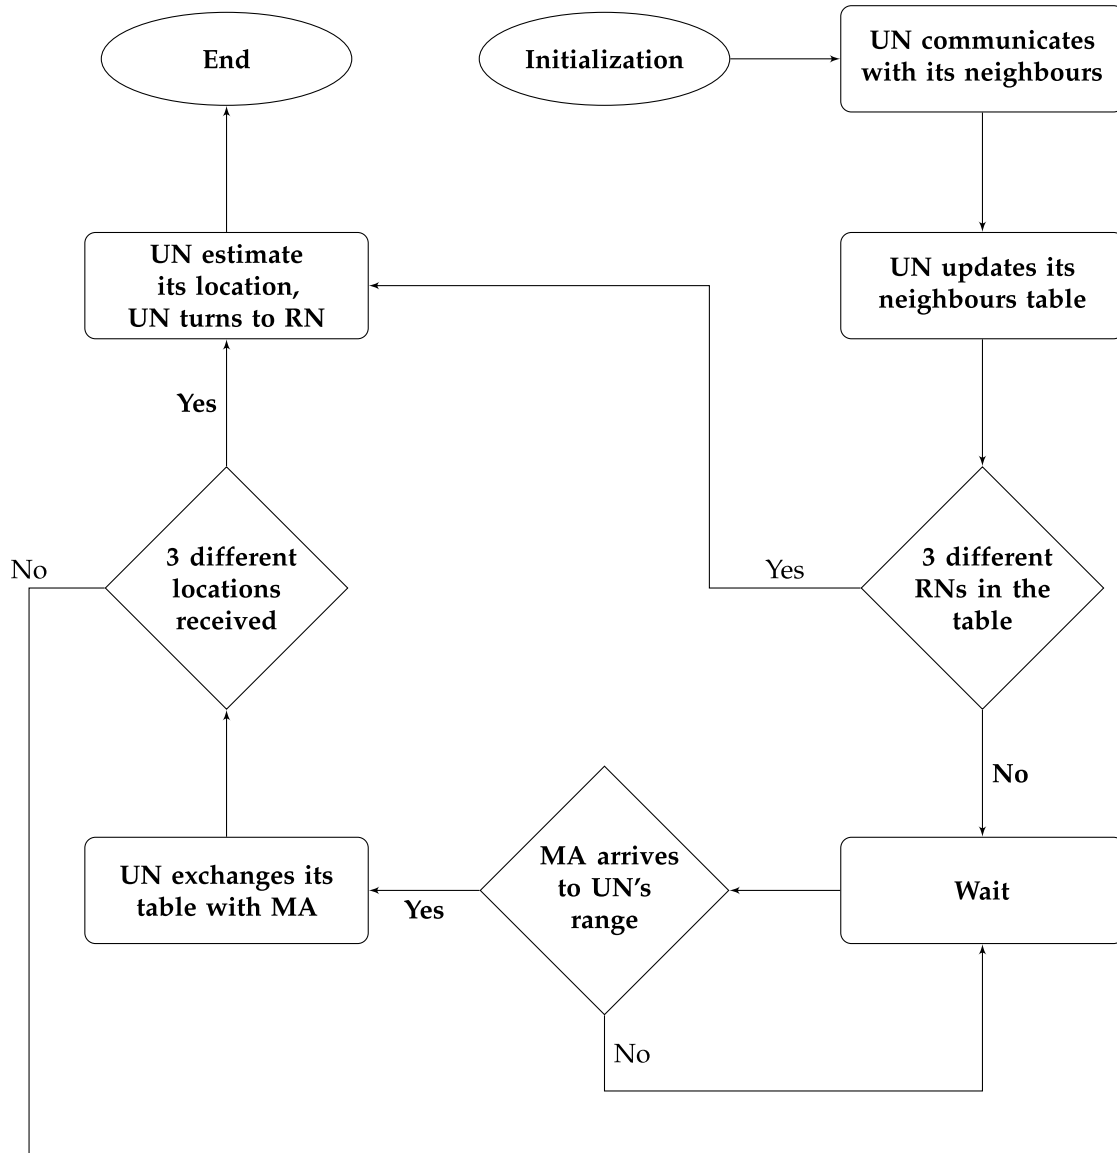 End
Initialization
UN communicates
with its neighbours
UN estimate
its location,
UN turns to RN
UN updates its
neighbours table
Yes
No
3 different
locations
received
Yes
3 different
RNs in the
table
No
UN exchanges its
table with MA
Yes
MA arrives
to UN's
range
Wait
No